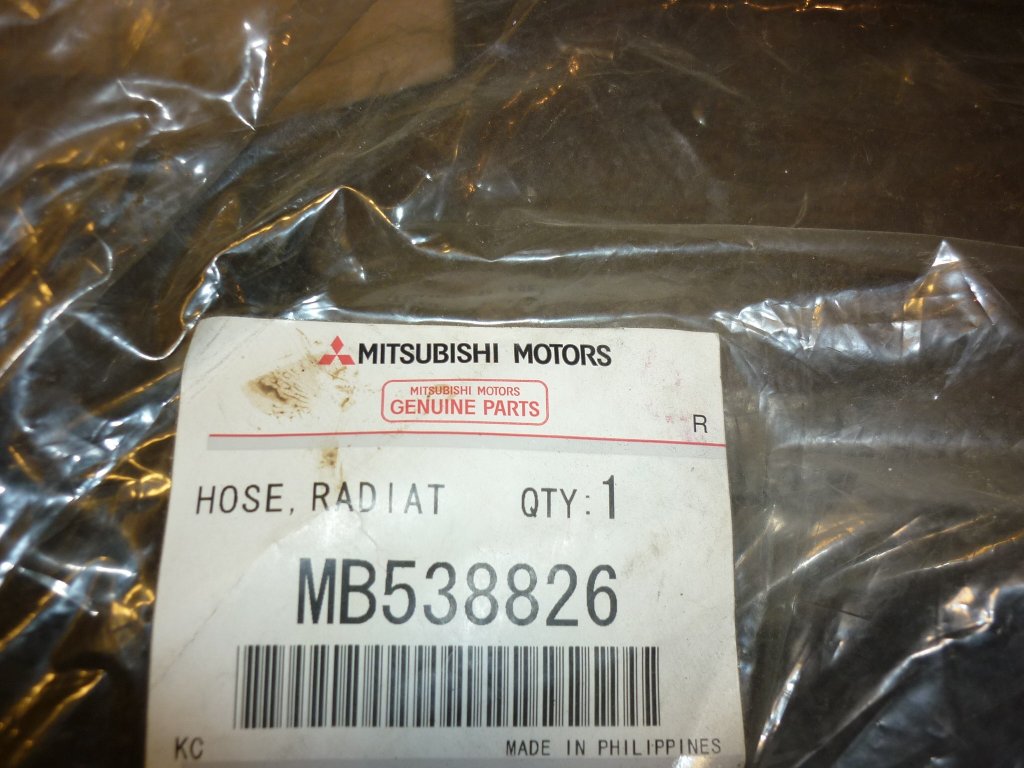 MITSUBISHI MOTORS
MITSUBISHI MOTORS
GENUINE PARTS
R
HOSE, RADIAT QTY:1
MB538826
KC MADE IN PHILIPPINES